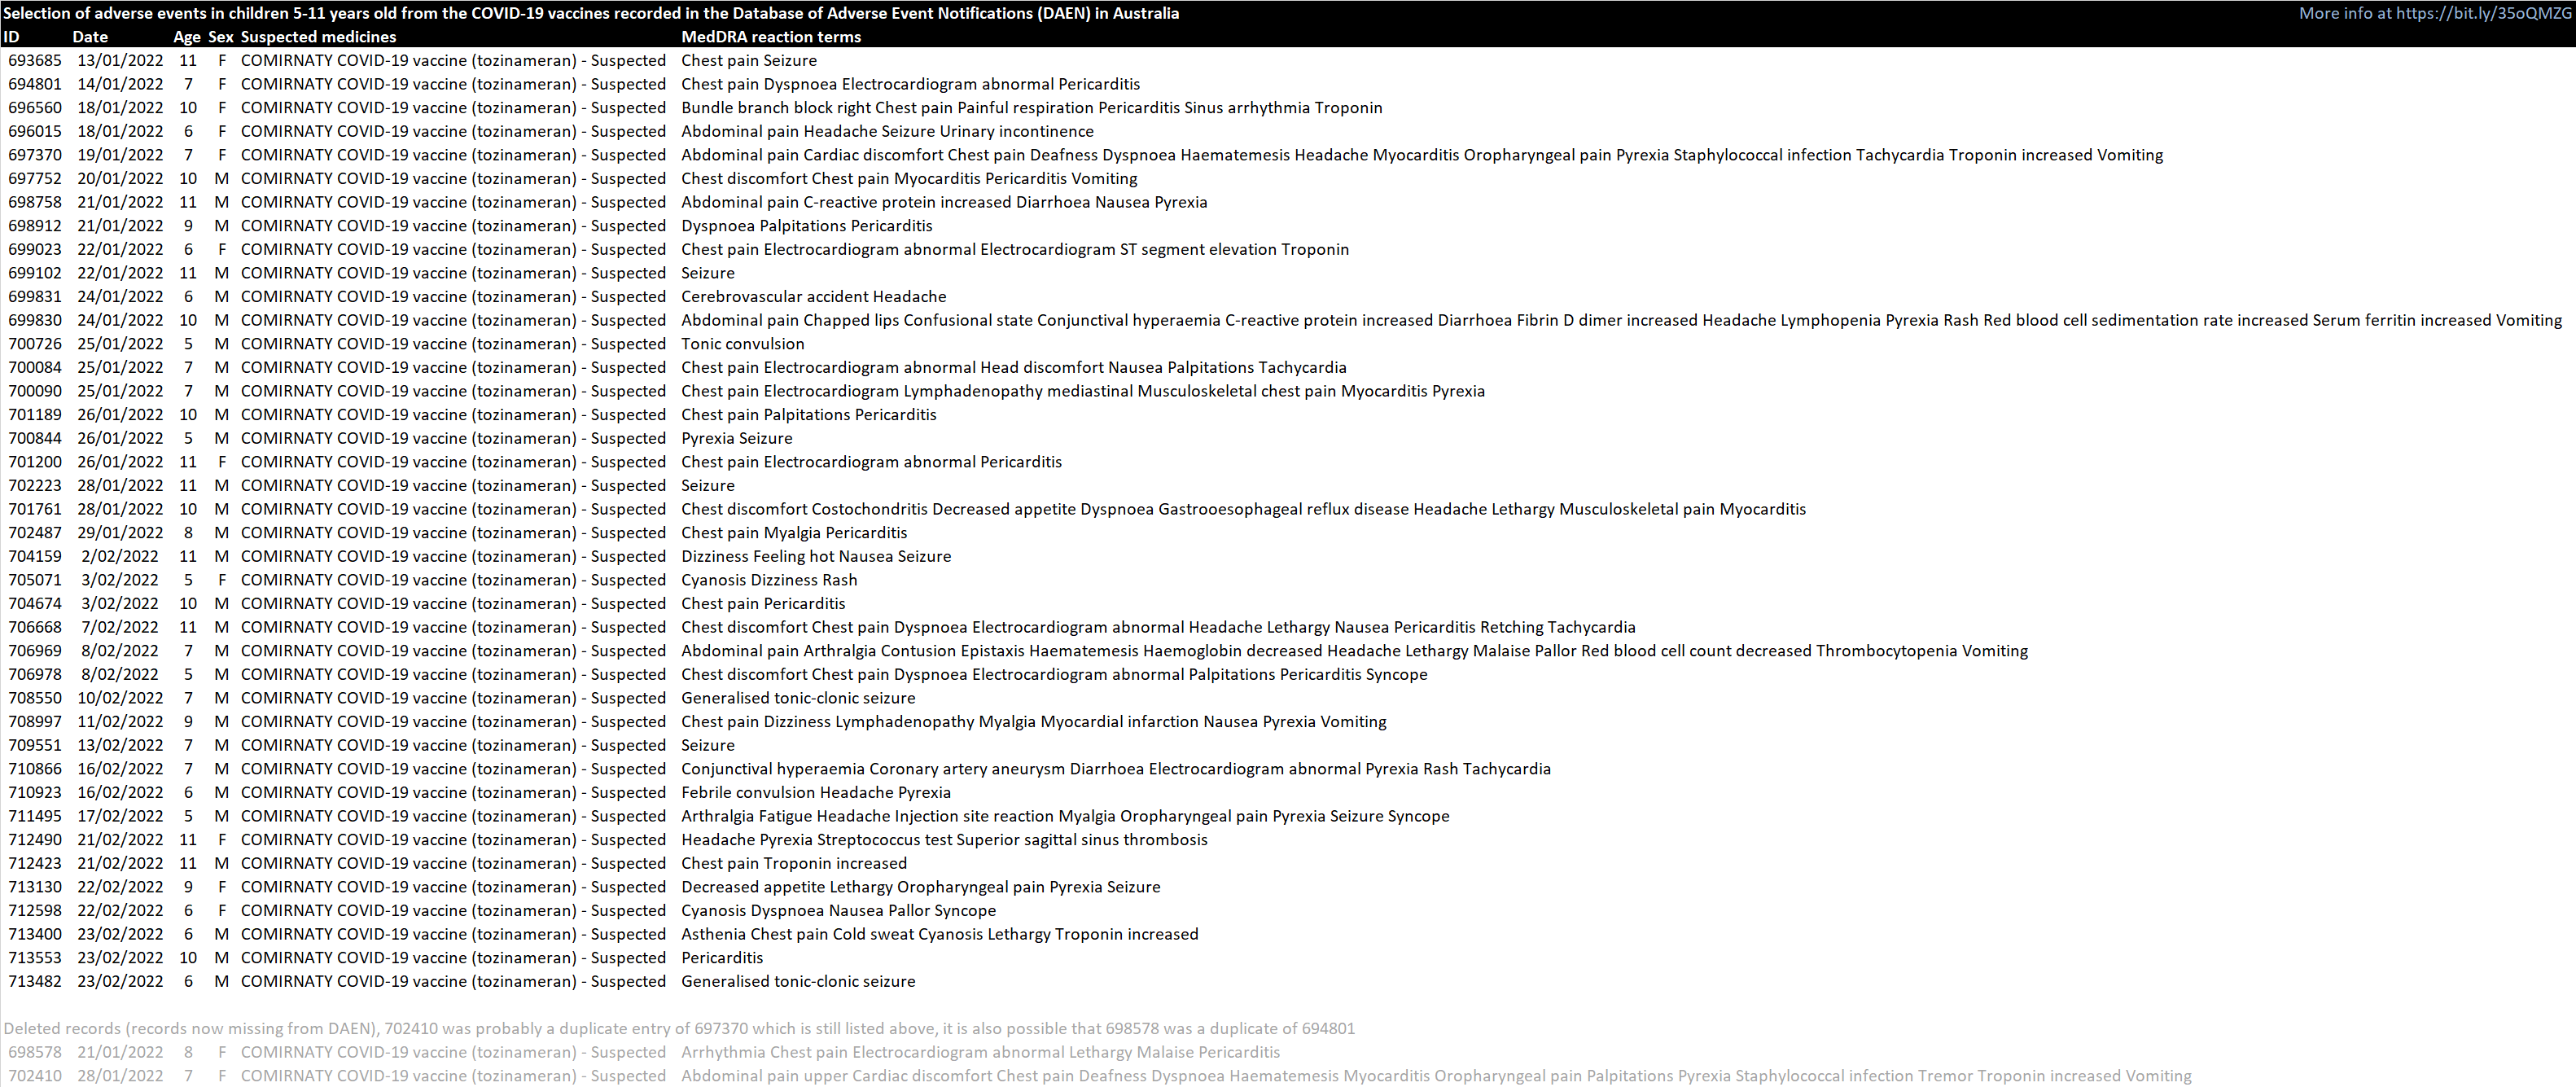 Selection of adverse events in children 5-11 years old from the COVID-19 vaccines recorded in the Database of Adverse Event Notifications (DAEN) in Australia More info at https://bit.ly/35oQMZG
ID Date Age Sex Suspected medicines MedDRA reaction terms
693685 13/01/2022 11 F COMIRNATY COVID-19 vaccine (tozinameran) - Suspected Chest pain Seizure
694801 14/01/2022 7 F COMIRNATY COVID-19 vaccine (tozinameran) - Suspected Chest pain Dyspnoea Electrocardiogram abnormal Pericarditis
696560 18/01/2022 10 F COMIRNATY COVID-19 vaccine (tozinameran) - Suspected Bundle branch block right Chest pain Painful respiration Pericarditis Sinus arrhythmia Troponin
696015 18/01/2022 6 F COMIRNATY COVID-19 vaccine (tozinameran) - Suspected Abdominal pain Headache Seizure Urinary incontinence
697370 19/01/2022 7 F COMIRNATY COVID-19 vaccine (tozinameran) - Suspected Abdominal pain Cardiac discomfort Chest pain Deafness Dyspnoea Haematemesis Headache Myocarditis Oropharyngeal pain Pyrexia Staphylococcal infection Tachycardia Troponin increased Vomiting
697752 20/01/2022 10 M COMIRNATY COVID-19 vaccine (tozinameran) - Suspected Chest discomfort Chest pain Myocarditis Pericarditis Vomiting
698758 21/01/2022 11 M COMIRNATY COVID-19 vaccine (tozinameran) - Suspected Abdominal pain C-reactive protein increased Diarrhoea Nausea Pyrexia
698912 21/01/2022 9 M COMIRNATY COVID-19 vaccine (tozinameran) - Suspected Dyspnoea Palpitations Pericarditis
699023 22/01/2022 6 F COMIRNATY COVID-19 vaccine (tozinameran) - Suspected Chest pain Electrocardiogram abnormal Electrocardiogram ST segment elevation Troponin
699102 22/01/2022 11 M COMIRNATY COVID-19 vaccine (tozinameran) - Suspected Seizure
699831 24/01/2022 6 M COMIRNATY COVID-19 vaccine (tozinameran) - Suspected Cerebrovascular accident Headache
699830 24/01/2022 10 M COMIRNATY COVID-19 vaccine (tozinameran) - Suspected Abdominal pain Chapped lips Confusional state Conjunctival hyperaemia C-reactive protein increased Diarrhoea Fibrin D dimer increased Headache Lymphopenia Pyrexia Rash Red blood cell sedimentation rate increased Serum ferritin increased Vomiting
700726 25/01/2022 5 M COMIRNATY COVID-19 vaccine (tozinameran) - Suspected Tonic convulsion
700084 25/01/2022 7 M COMIRNATY COVID-19 vaccine (tozinameran) - Suspected Chest pain Electrocardiogram abnormal Head discomfort Nausea Palpitations Tachycardia
700090 25/01/2022 7 M COMIRNATY COVID-19 vaccine (tozinameran) - Suspected Chest pain Electrocardiogram Lymphadenopathy mediastinal Musculoskeletal chest pain Myocarditis Pyrexia
701189 26/01/2022 10 M COMIRNATY COVID-19 vaccine (tozinameran) - Suspected Chest pain Palpitations Pericarditis
700844 26/01/2022 5 M COMIRNATY COVID-19 vaccine (tozinameran) - Suspected Pyrexia Seizure
701200 26/01/2022 11 F COMIRNATY COVID-19 vaccine (tozinameran) - Suspected Chest pain Electrocardiogram abnormal Pericarditis
702223 28/01/2022 11 M COMIRNATY COVID-19 vaccine (tozinameran) - Suspected Seizure
701761 28/01/2022 10 M COMIRNATY COVID-19 vaccine (tozinameran) - Suspected Chest discomfort Costochondritis Decreased appetite Dyspnoea Gastrooesophageal reflux disease Headache Lethargy Musculoskeletal pain Myocarditis
702487 29/01/2022 8 M COMIRNATY COVID-19 vaccine (tozinameran) - Suspected Chest pain Myalgia Pericarditis
704159 2/02/2022 11 M COMIRNATY COVID-19 vaccine (tozinameran) - Suspected Dizziness Feeling hot Nausea Seizure
705071 3/02/2022 5 F COMIRNATY COVID-19 vaccine (tozinameran) - Suspected Cyanosis Dizziness Rash
704674 3/02/2022 10 M COMIRNATY COVID-19 vaccine (tozinameran) - Suspected Chest pain Pericarditis
706668 7/02/2022 11 M COMIRNATY COVID-19 vaccine (tozinameran) - Suspected Chest discomfort Chest pain Dyspnoea Electrocardiogram abnormal Headache Lethargy Nausea Pericarditis Retching Tachycardia
706969 8/02/2022 7 M COMIRNATY COVID-19 vaccine (tozinameran) - Suspected Abdominal pain Arthralgia Contusion Epistaxis Haematemesis Haemoglobin decreased Headache Lethargy Malaise Pallor Red blood cell count decreased Thrombocytopenia Vomiting
706978 8/02/2022 5 M COMIRNATY COVID-19 vaccine (tozinameran) - Suspected Chest discomfort Chest pain Dyspnoea Electrocardiogram abnormal Palpitations Pericarditis Syncope
708550 10/02/2022 7 M COMIRNATY COVID-19 vaccine (tozinameran) - Suspected Generalised tonic-clonic seizure
708997 11/02/2022 9 M COMIRNATY COVID-19 vaccine (tozinameran) - Suspected Chest pain Dizziness Lymphadenopathy Myalgia Myocardial infarction Nausea Pyrexia Vomiting
709551 13/02/2022 7 M COMIRNATY COVID-19 vaccine (tozinameran) - Suspected Seizure
710866 16/02/2022 7 M COMIRNATY COVID-19 vaccine (tozinameran) - Suspected Conjunctival hyperaemia Coronary artery aneurysm Diarrhoea Electrocardiogram abnormal Pyrexia Rash Tachycardia
710923 16/02/2022 6 M COMIRNATY COVID-19 vaccine (tozinameran) - Suspected Febrile convulsion Headache Pyrexia
711495 17/02/2022 5 M COMIRNATY COVID-19 vaccine (tozinameran) - Suspected Arthralgia Fatigue Headache Injection site reaction Myalgia Oropharyngeal pain Pyrexia Seizure Syncope
712490 21/02/2022 11 F COMIRNATY COVID-19 vaccine (tozinameran) - Suspected Headache Pyrexia Streptococcus test Superior sagittal sinus thrombosis
712423 21/02/2022 11 M COMIRNATY COVID-19 vaccine (tozinameran) - Suspected Chest pain Troponin increased
713130 22/02/2022 9 F COMIRNATY COVID-19 vaccine (tozinameran) - Suspected Decreased appetite Lethargy Oropharyngeal pain Pyrexia Seizure
712598 22/02/2022 6 F COMIRNATY COVID-19 vaccine (tozinameran) - Suspected Cyanosis Dyspnoea Nausea Pallor Syncope
713400 23/02/2022 6 M COMIRNATY COVID-19 vaccine (tozinameran) - Suspected Asthenia Chest pain Cold sweat Cyanosis Lethargy Troponin increased
713553 23/02/2022 10 M COMIRNATY COVID-19 vaccine (tozinameran) - Suspected Pericarditis
713482 23/02/2022 6 M COMIRNATY COVID-19 vaccine (tozinameran) - Suspected Generalised tonic-clonic seizure
Deleted records (records now missing from DAEN), 702410 was probably a duplicate entry of 697370 which is still listed above, it is also possible that 698578 was a duplicate of 694801
698578 21/01/2022 8 F COMIRNATY COVID-19 vaccine (tozinameran) - Suspected Arrhythmia Chest pain Electrocardiogram abnormal Lethargy Malaise Pericarditis
702410 28/01/2022 7 F COMIRNATY COVID-19 vaccine (tozinameran) - Suspected Abdominal pain upper Cardiac discomfort Chest pain Deafness Dyspnoea Haematemesis Myocarditis Oropharyngeal pain Palpitations Pyrexia Staphylococcal infection Tremor Troponin increased Vomiting